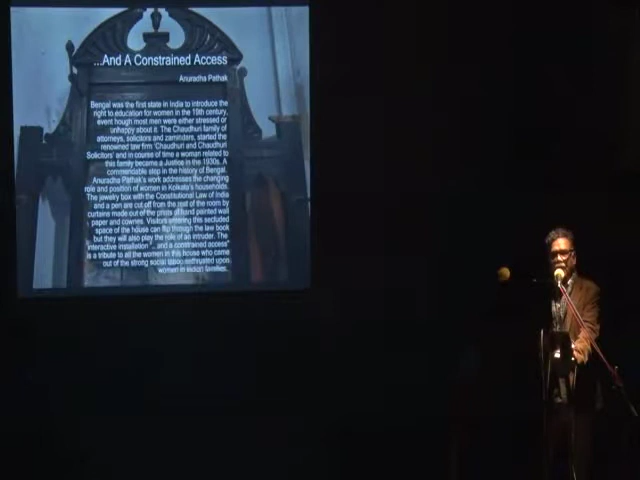 ...And A Constrained Access
Anuradha Pathak
Bengal was the first state in India to introduce the
right to education for women in the 19th century,
event hough most men were either stressed or
unhappy about it. The Chaudhuri family of
attorneys, solicitors and zamindars, started the
renowned law firm 'Chaudhuri and Chaudhuri
Solicitors' and in course of time a woman related to
this family became a Justice in the 1930s. A
commendable step in the history of Bengal.
Anuradha Pathak's work addresses the changing
role and position of women in Kolkata's households.
The jewelry box with the Constitutional Law of India
and a pen are cut off from the rest of the room by
curtains made out of the prints of hand painted wall
paper and cownes. Visitors entering this secluded
space of the house can flip through the law book
but they will also play the role of an intruder. The
interactive installation "...and a constrained access"
is a tribute to all the women in this house who came
out of the strong social taboo enthrusted upon
women in Indian families.